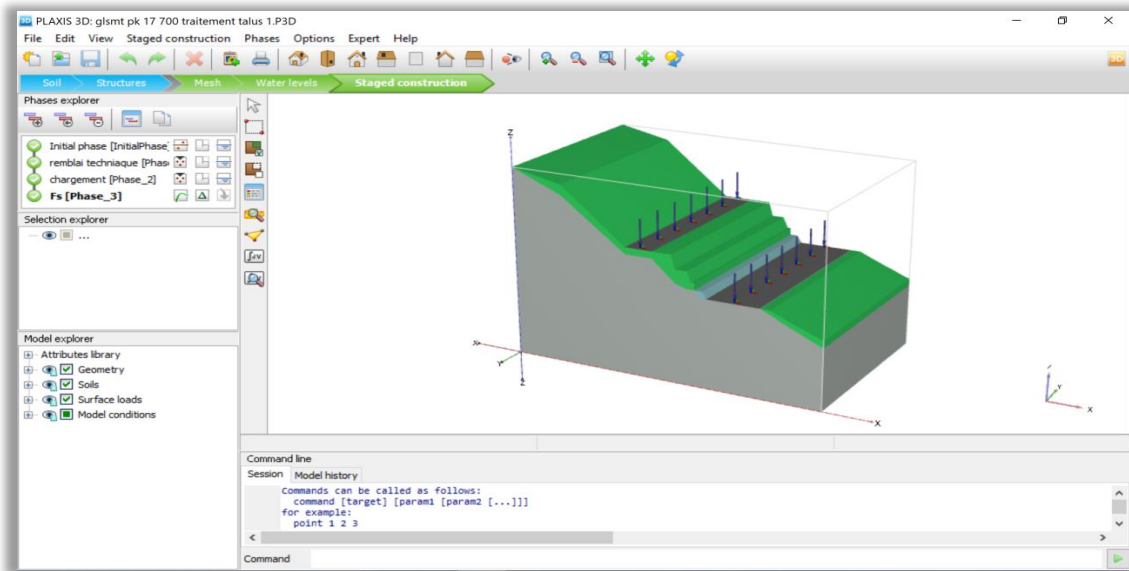 PLAXIS 3D: glsmt pk 17 700 traitement talus 1.P3D
File Edit View Staged construction Phases Options Expert Help
Soil Structures Mesh Water levels Staged construction
Phases explorer
Initial phase [InitialPhase]
remblai techniaque [Phas
chargement [Phase_2]
Fs [Phase_3]
Selection explorer
...
Model explorer
Attributes library
Geometry
Soils
Surface loads
Model conditions
Z
X
Y
Z
X
Y
X
Command line
Session Model history
Commands can be called as follows:
command [target] [param1 [param2 [...]]]
for example:
point 1 2 3
Command